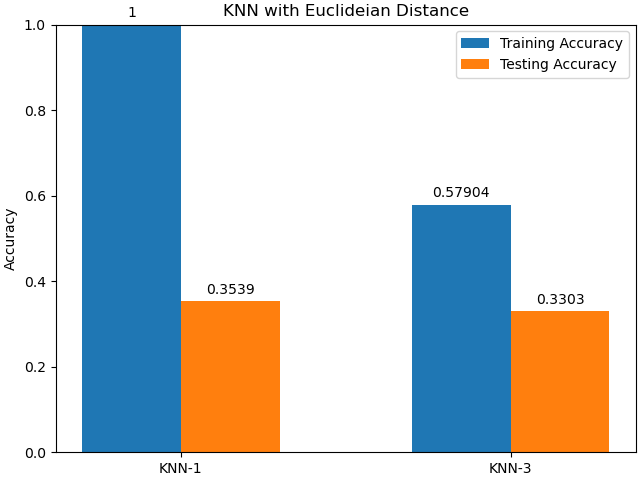 KNN with Euclideian Distance
1
1.0
Training Accuracy
Testing Accuracy
0.8
0.6
0.57904
0.4
0.3539
0.3303
0.2
0.0
Accuracy
KNN-1
KNN-3